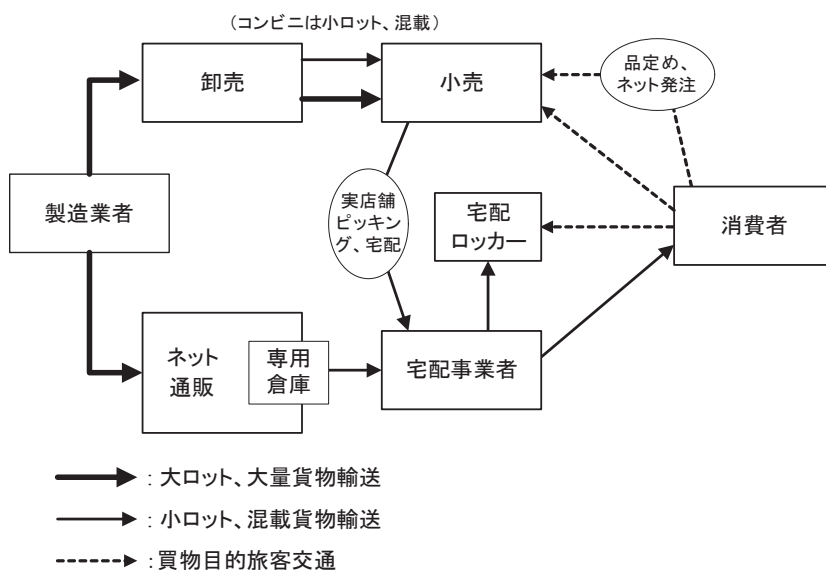 (コンビニは小ロット、混載)
卸売
小売
品定め、
ネット発注
製造業者
実店舗
ピッキン
グ、宅配
宅配
ロッカー
消費者
ネット
通販
専用
倉庫
宅配事業者
:大ロット、大量貨物輸送
:小ロット、混載貨物輸送
:買物目的旅客交通